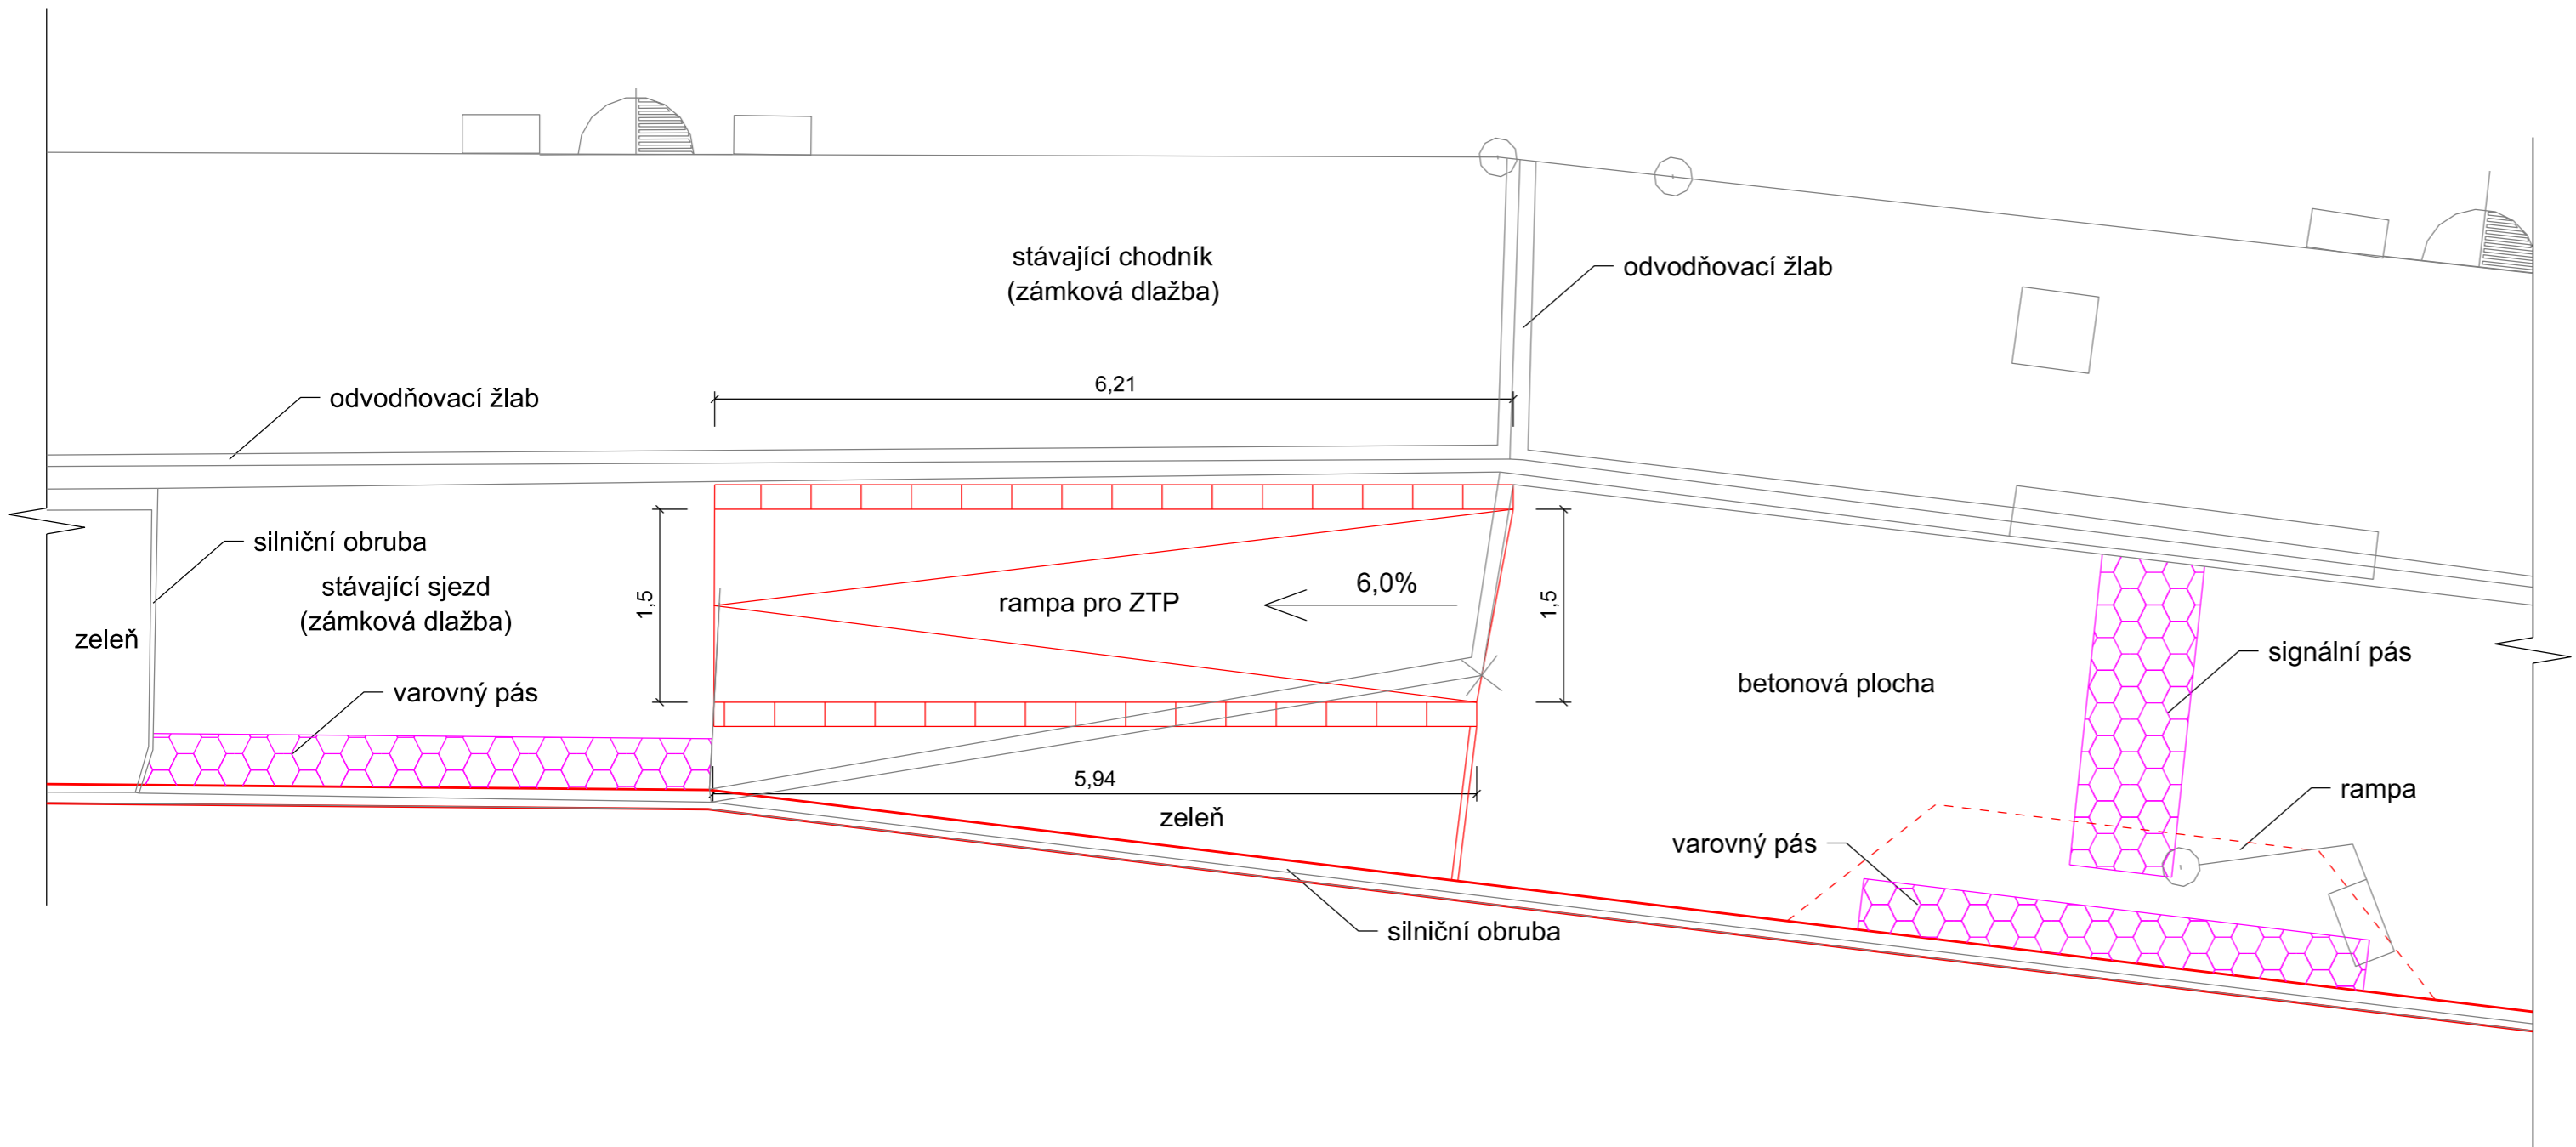 stávající chodník
(zámková dlažba)
odvodňovací žlab
6,21
odvodňovací žlab
silniční obruba
stávající sjezd
(zámková dlažba)
zeleň
1,5
rampa pro ZTP
6,0%
1,5
signální pás
varovný pás
betonová plocha
5,94
rampa
zeleň
varovný pás
silniční obruba